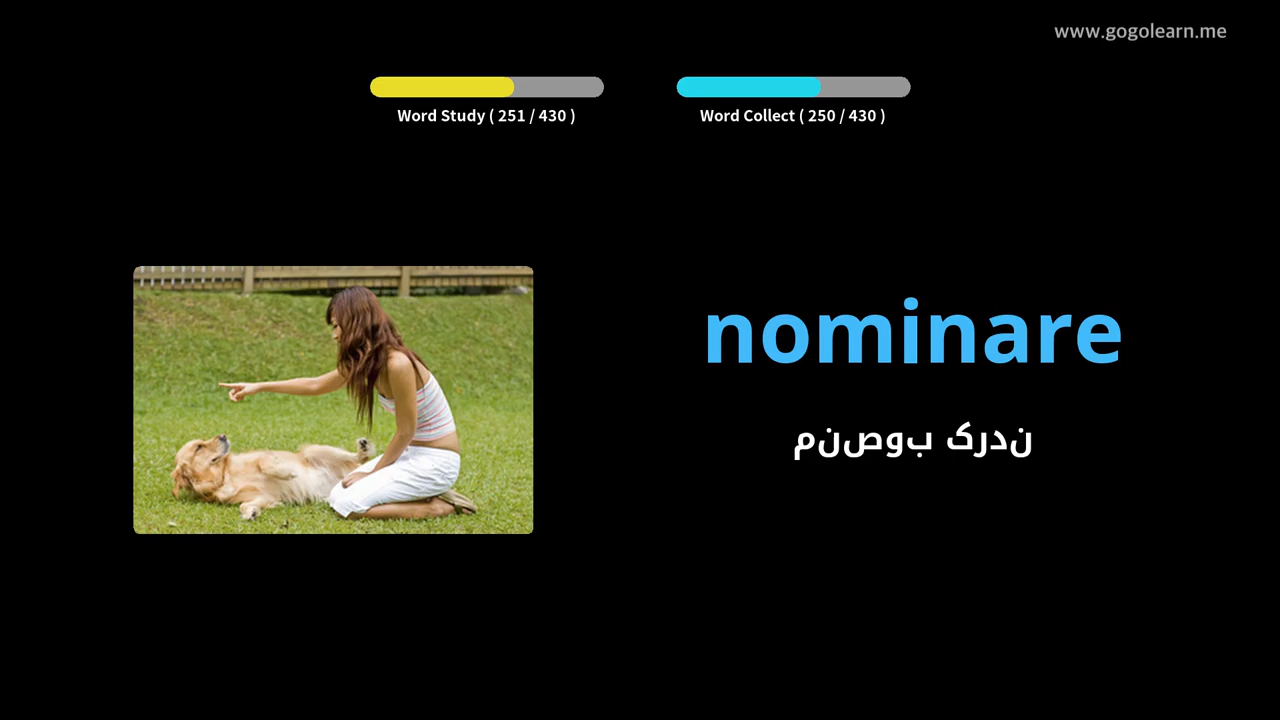 www.gogolearn.me
Word Study ( 251 / 430 )
Word Collect ( 250 / 430 )
nominare
منصوب کردن